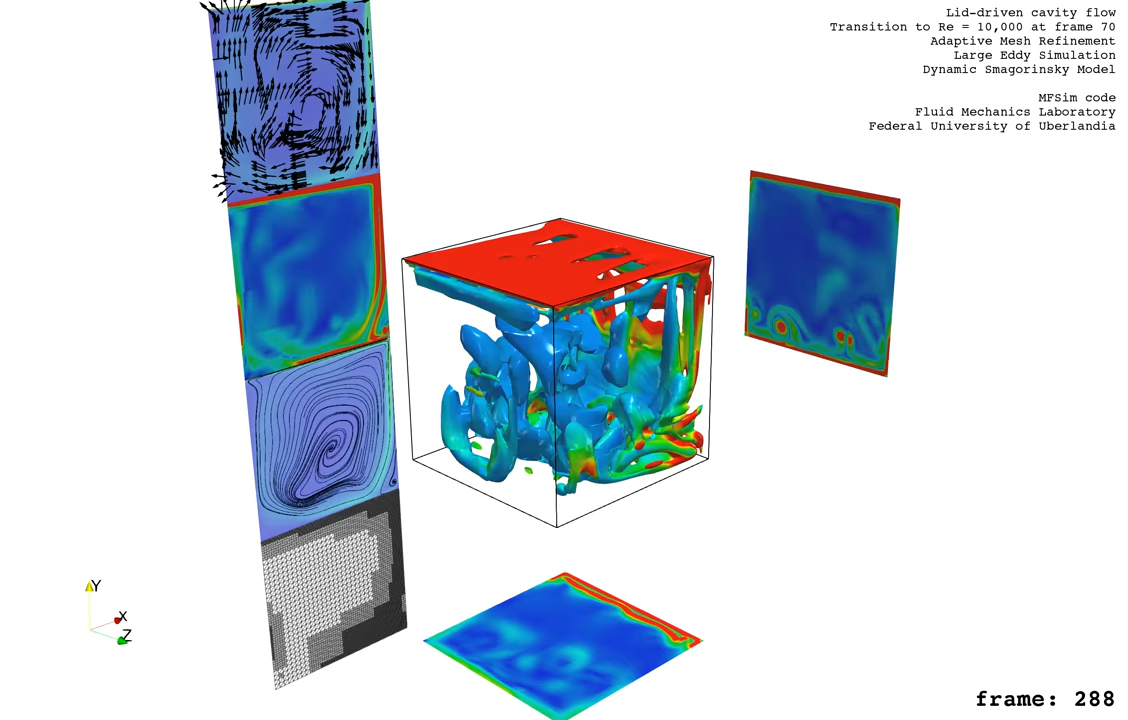 Lid-driven cavity flow
Transition to Re = 10,000 at frame 70
Adaptive Mesh Refinement
Large Eddy Simulation
Dynamic Smagorinsky Model
MFSim code
Fluid Mechanics Laboratory
Federal University of Uberlandia
Y
X
Z
frame: 288